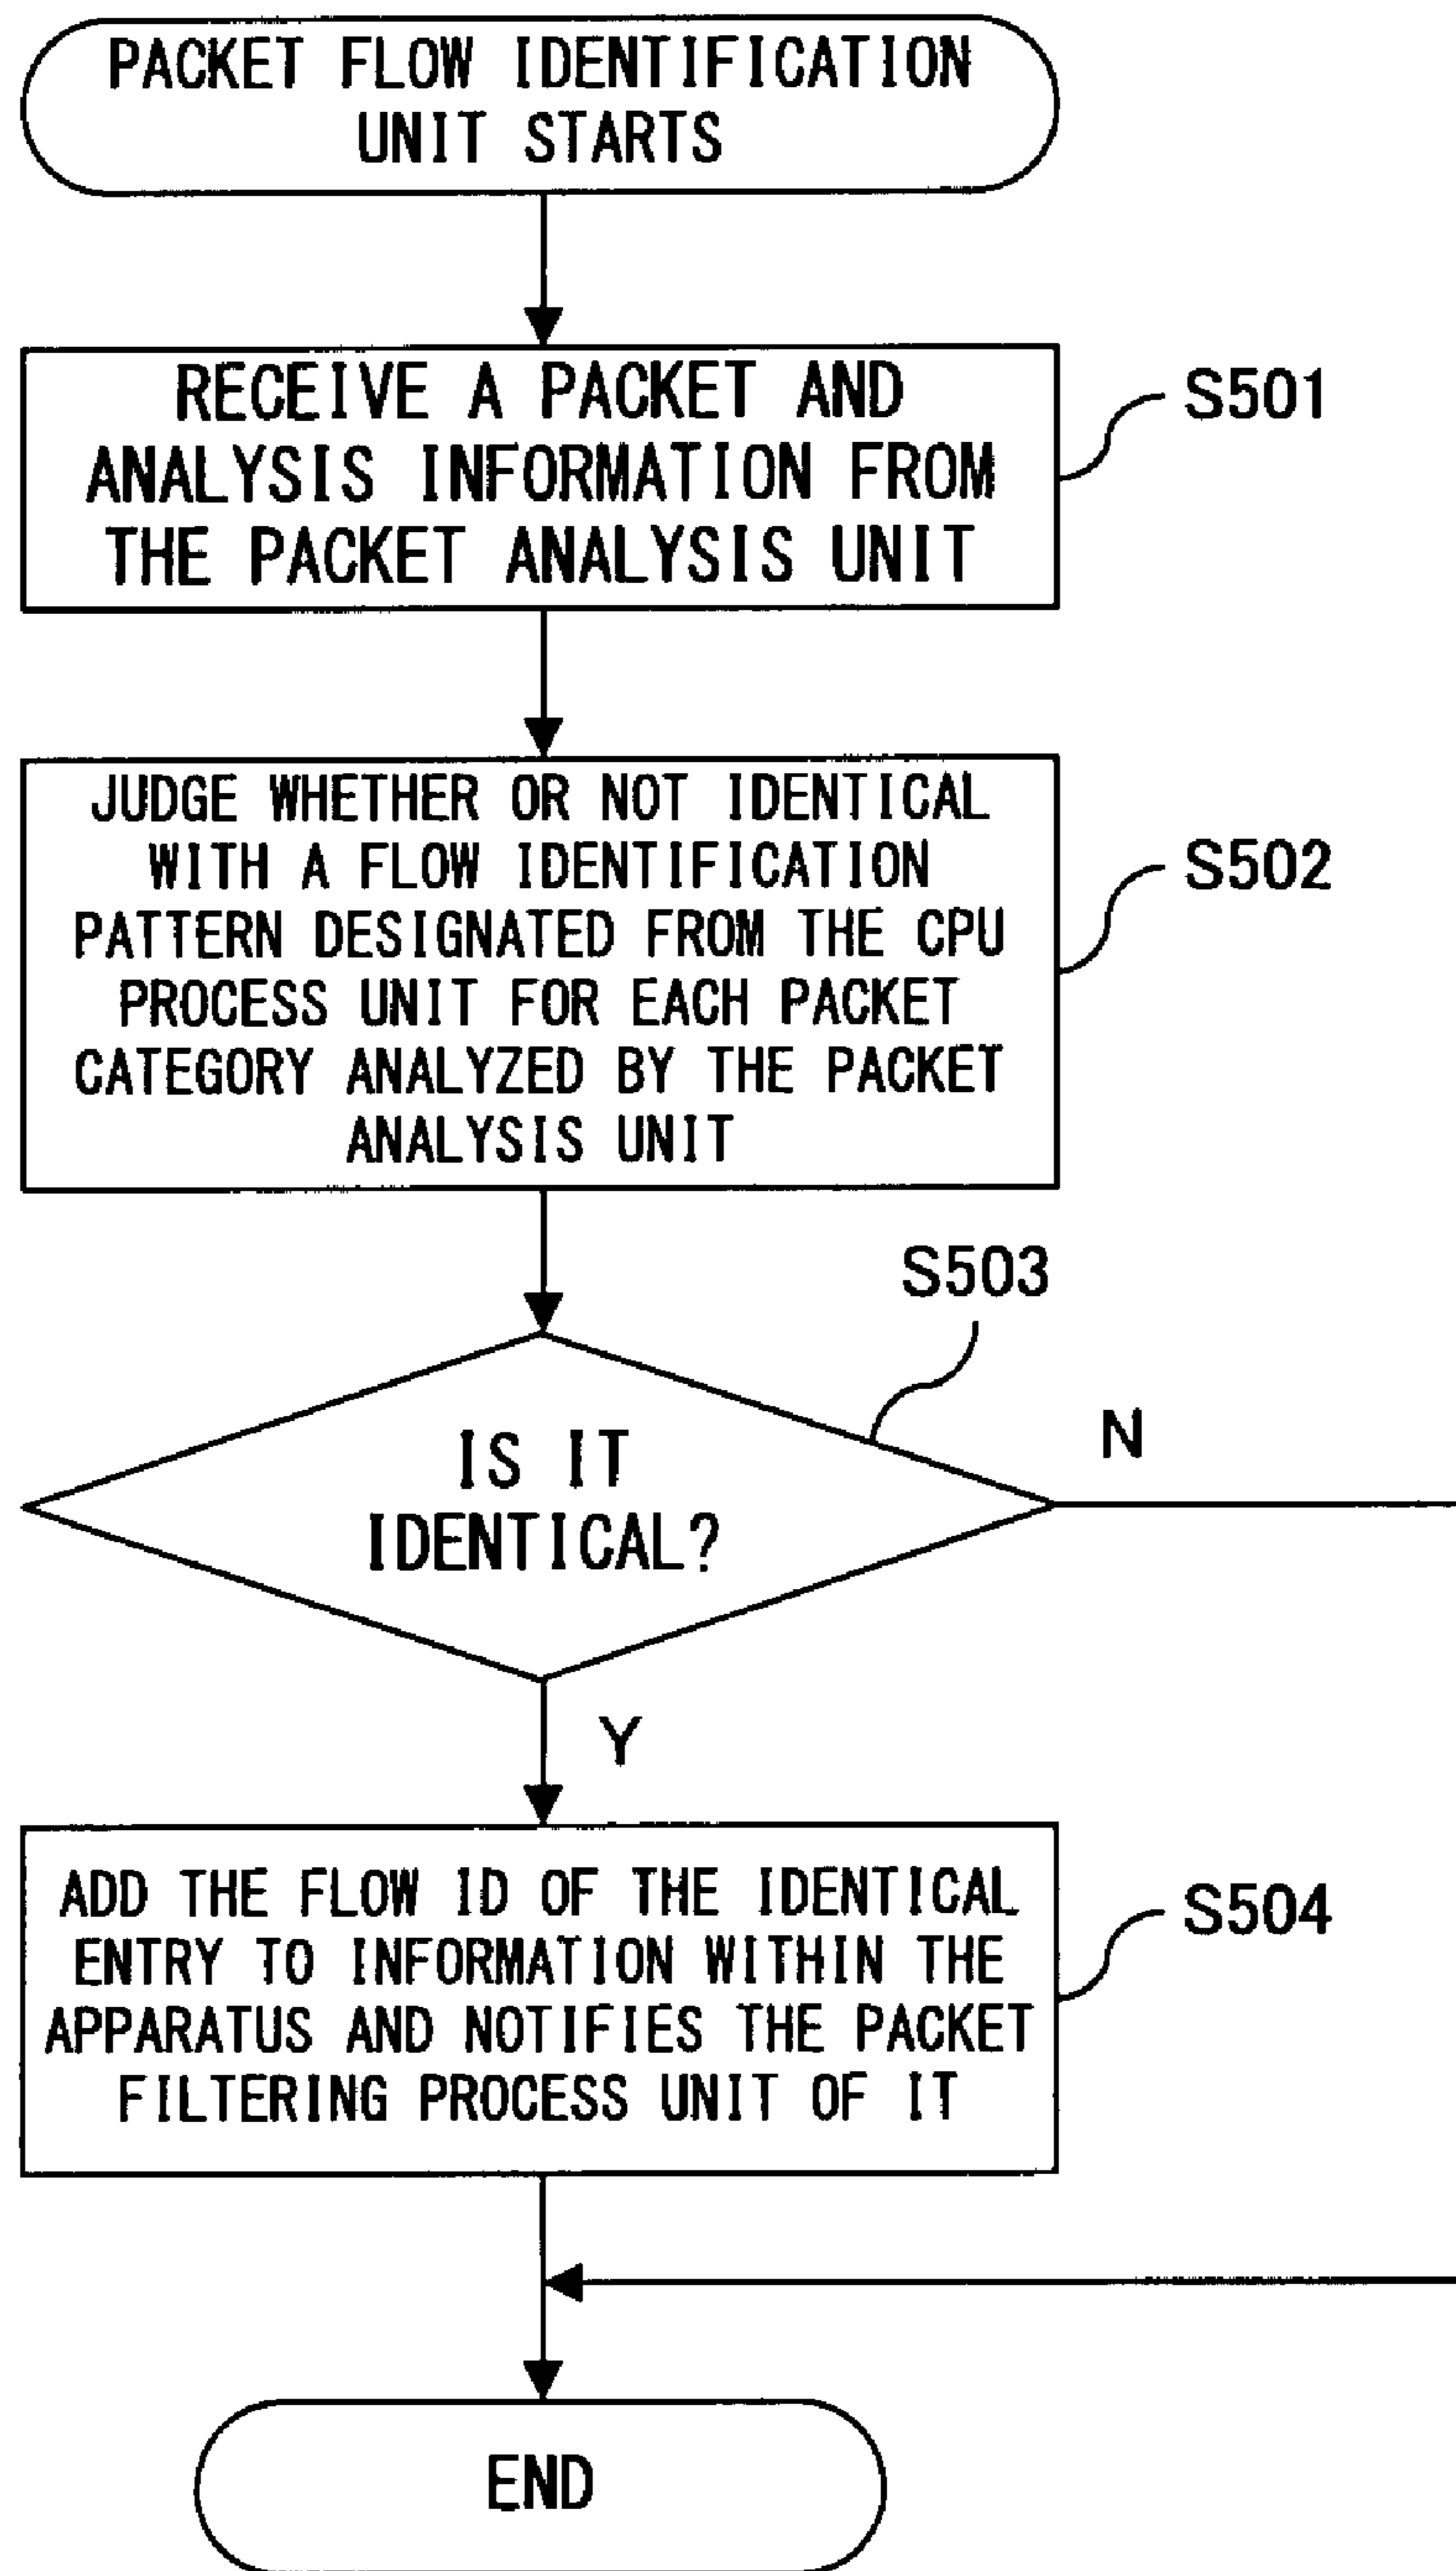 PACKET FLOW IDENTIFICATION
UNIT STARTS
RECEIVE A PACKET AND
ANALYSIS INFORMATION FROM
THE PACKET ANALYSIS UNIT
S501
JUDGE WHETHER OR NOT IDENTICAL
WITH A FLOW IDENTIFICATION
PATTERN DESIGNATED FROM THE CPU
PROCESS UNIT FOR EACH PACKET
CATEGORY ANALYZED BY THE PACKET
ANALYSIS UNIT
S502
S503
IS IT
IDENTICAL?
N
Y
ADD THE FLOW ID OF THE IDENTICAL
ENTRY TO INFORMATION WITHIN THE
APPARATUS AND NOTIFIES THE PACKET
FILTERING PROCESS UNIT OF IT
S504
END